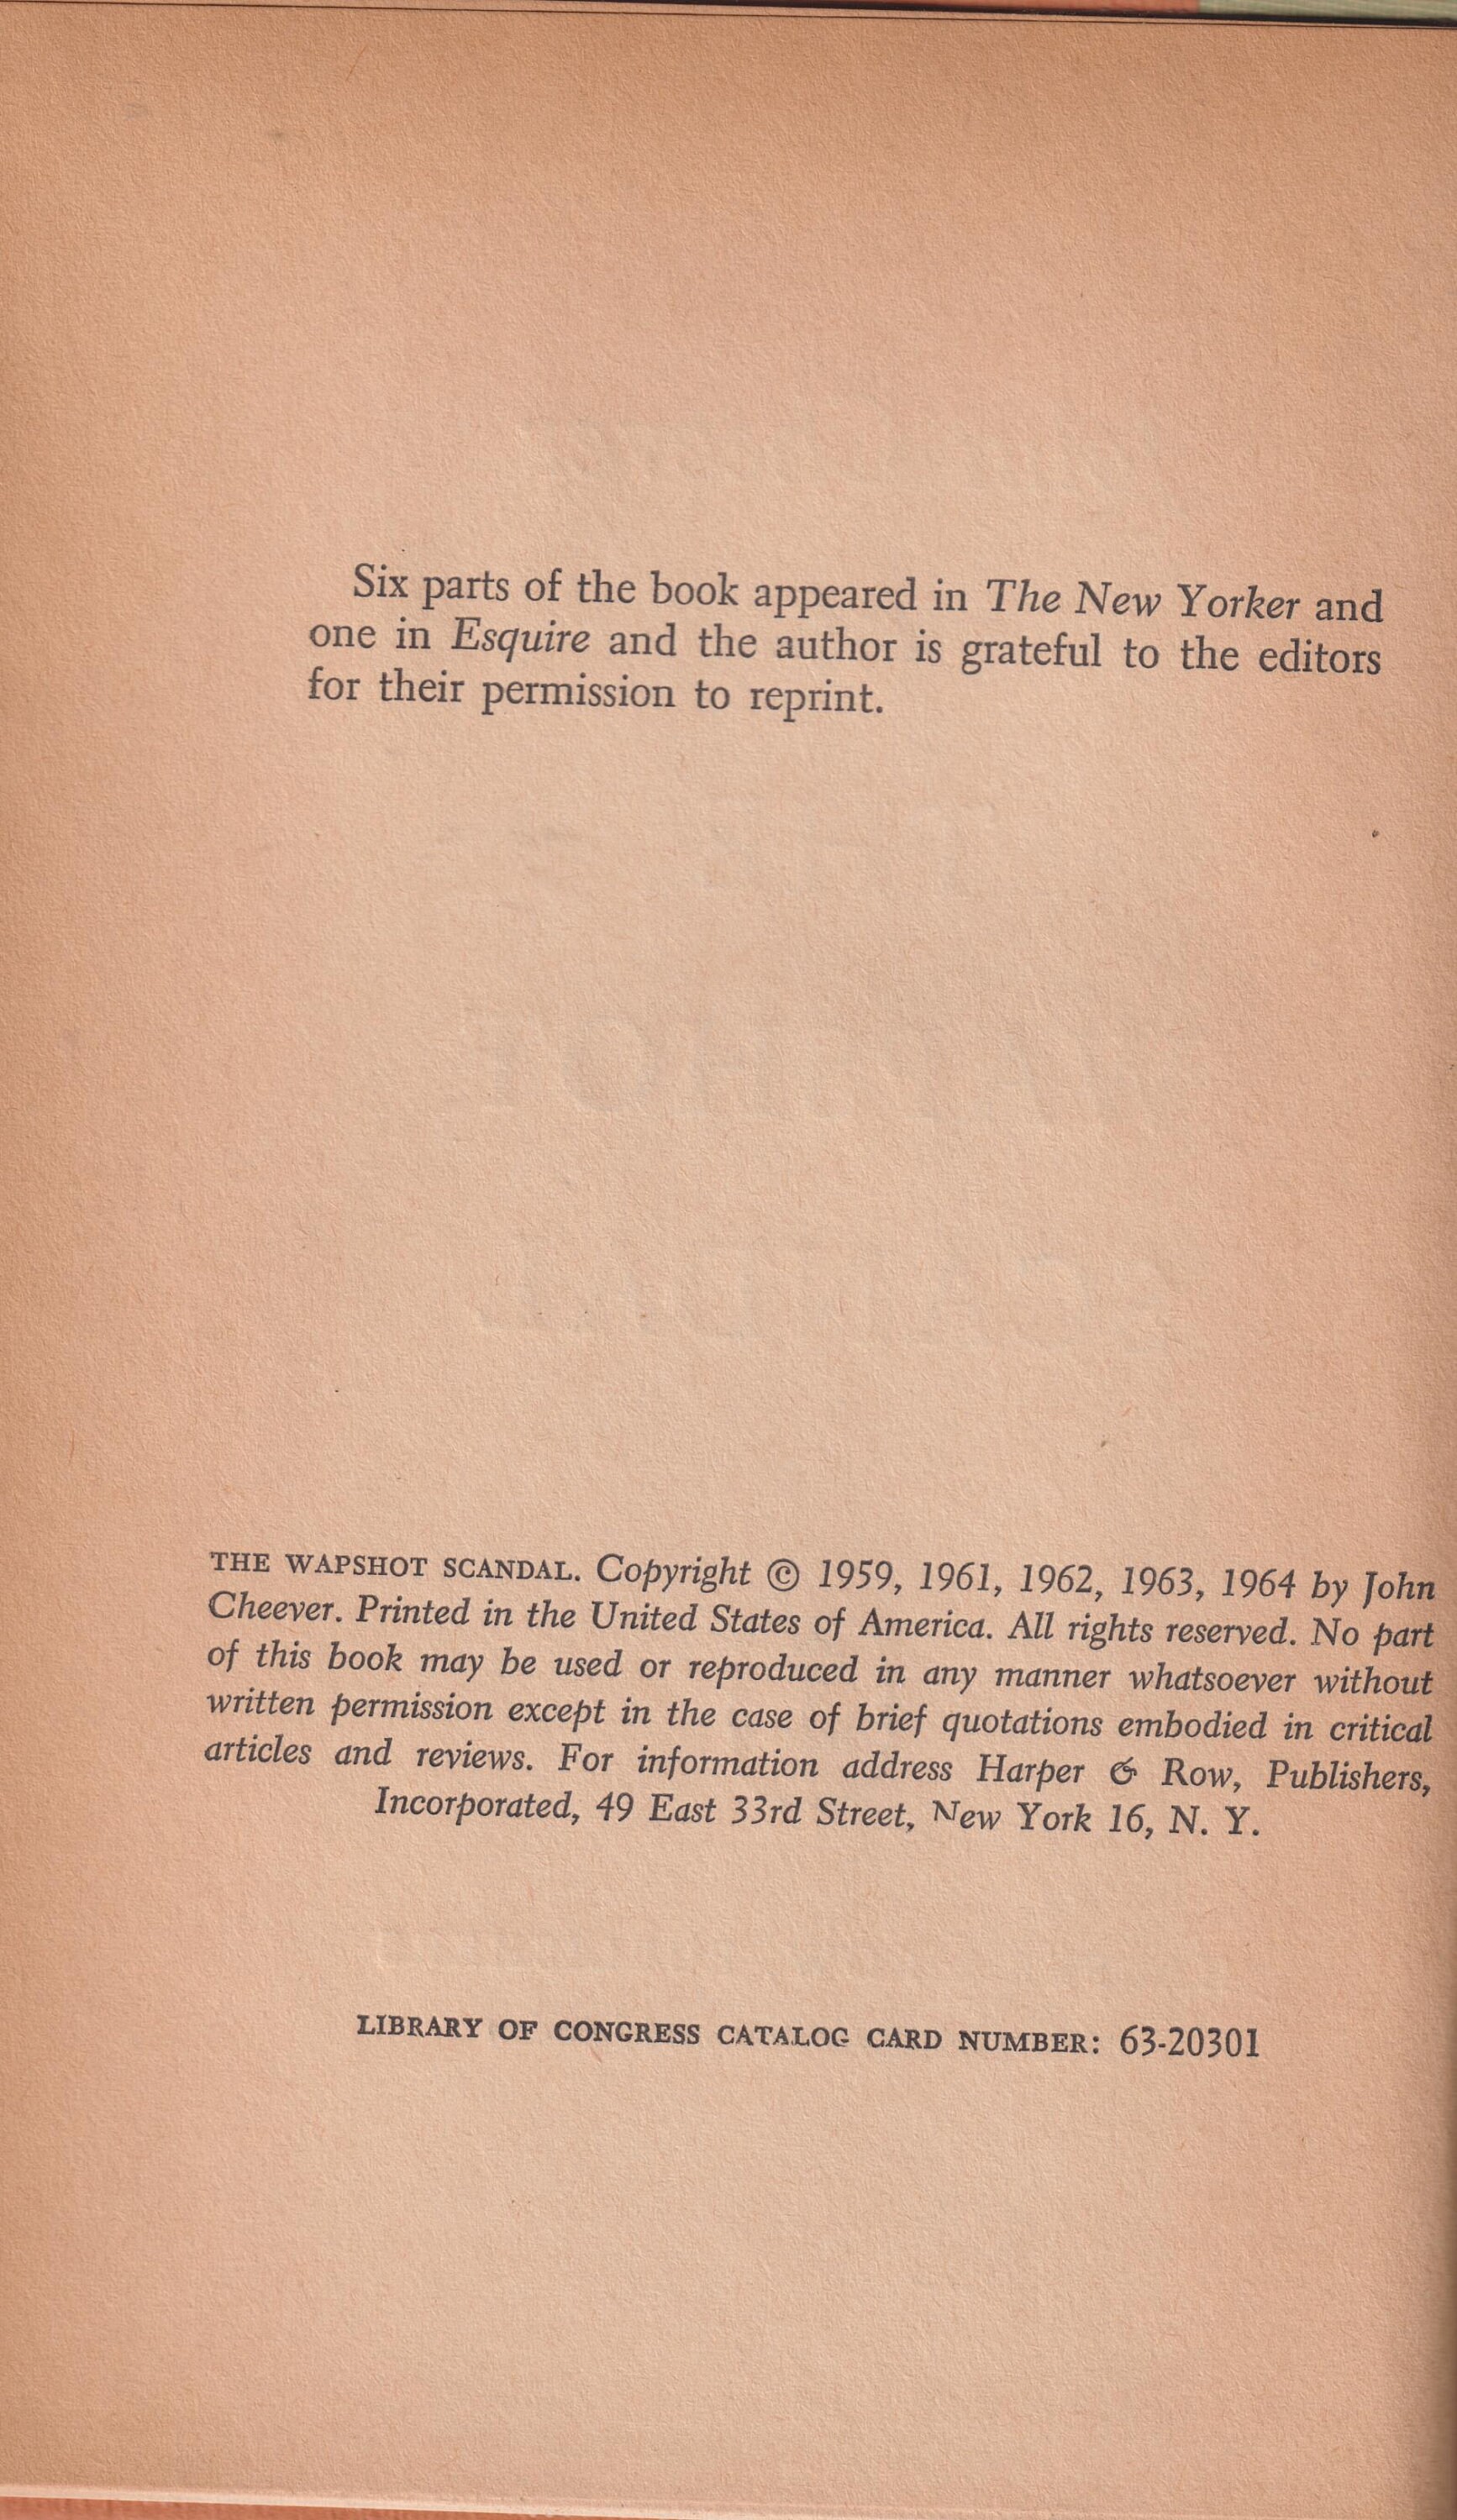 Six parts of the book appeared in The New Yorker and
one in Esquire and the author is grateful to the editors
for their permission to reprint.
THE WAPSHOT SCANDAL. Copyright © 1959, 1961, 1962, 1963, 1964 by John
Cheever. Printed in the United States of America. All rights reserved. No part
of this book may be used or reproduced in any manner whatsoever without
written permission except in the case of brief quotations embodied in critical
articles and reviews. For information address Harper & Row, Publishers,
Incorporated, 49 East 33rd Street, New York 16, N. Y.
LIBRARY OF CONGRESS CATALOG CARD NUMBER: 63-20301